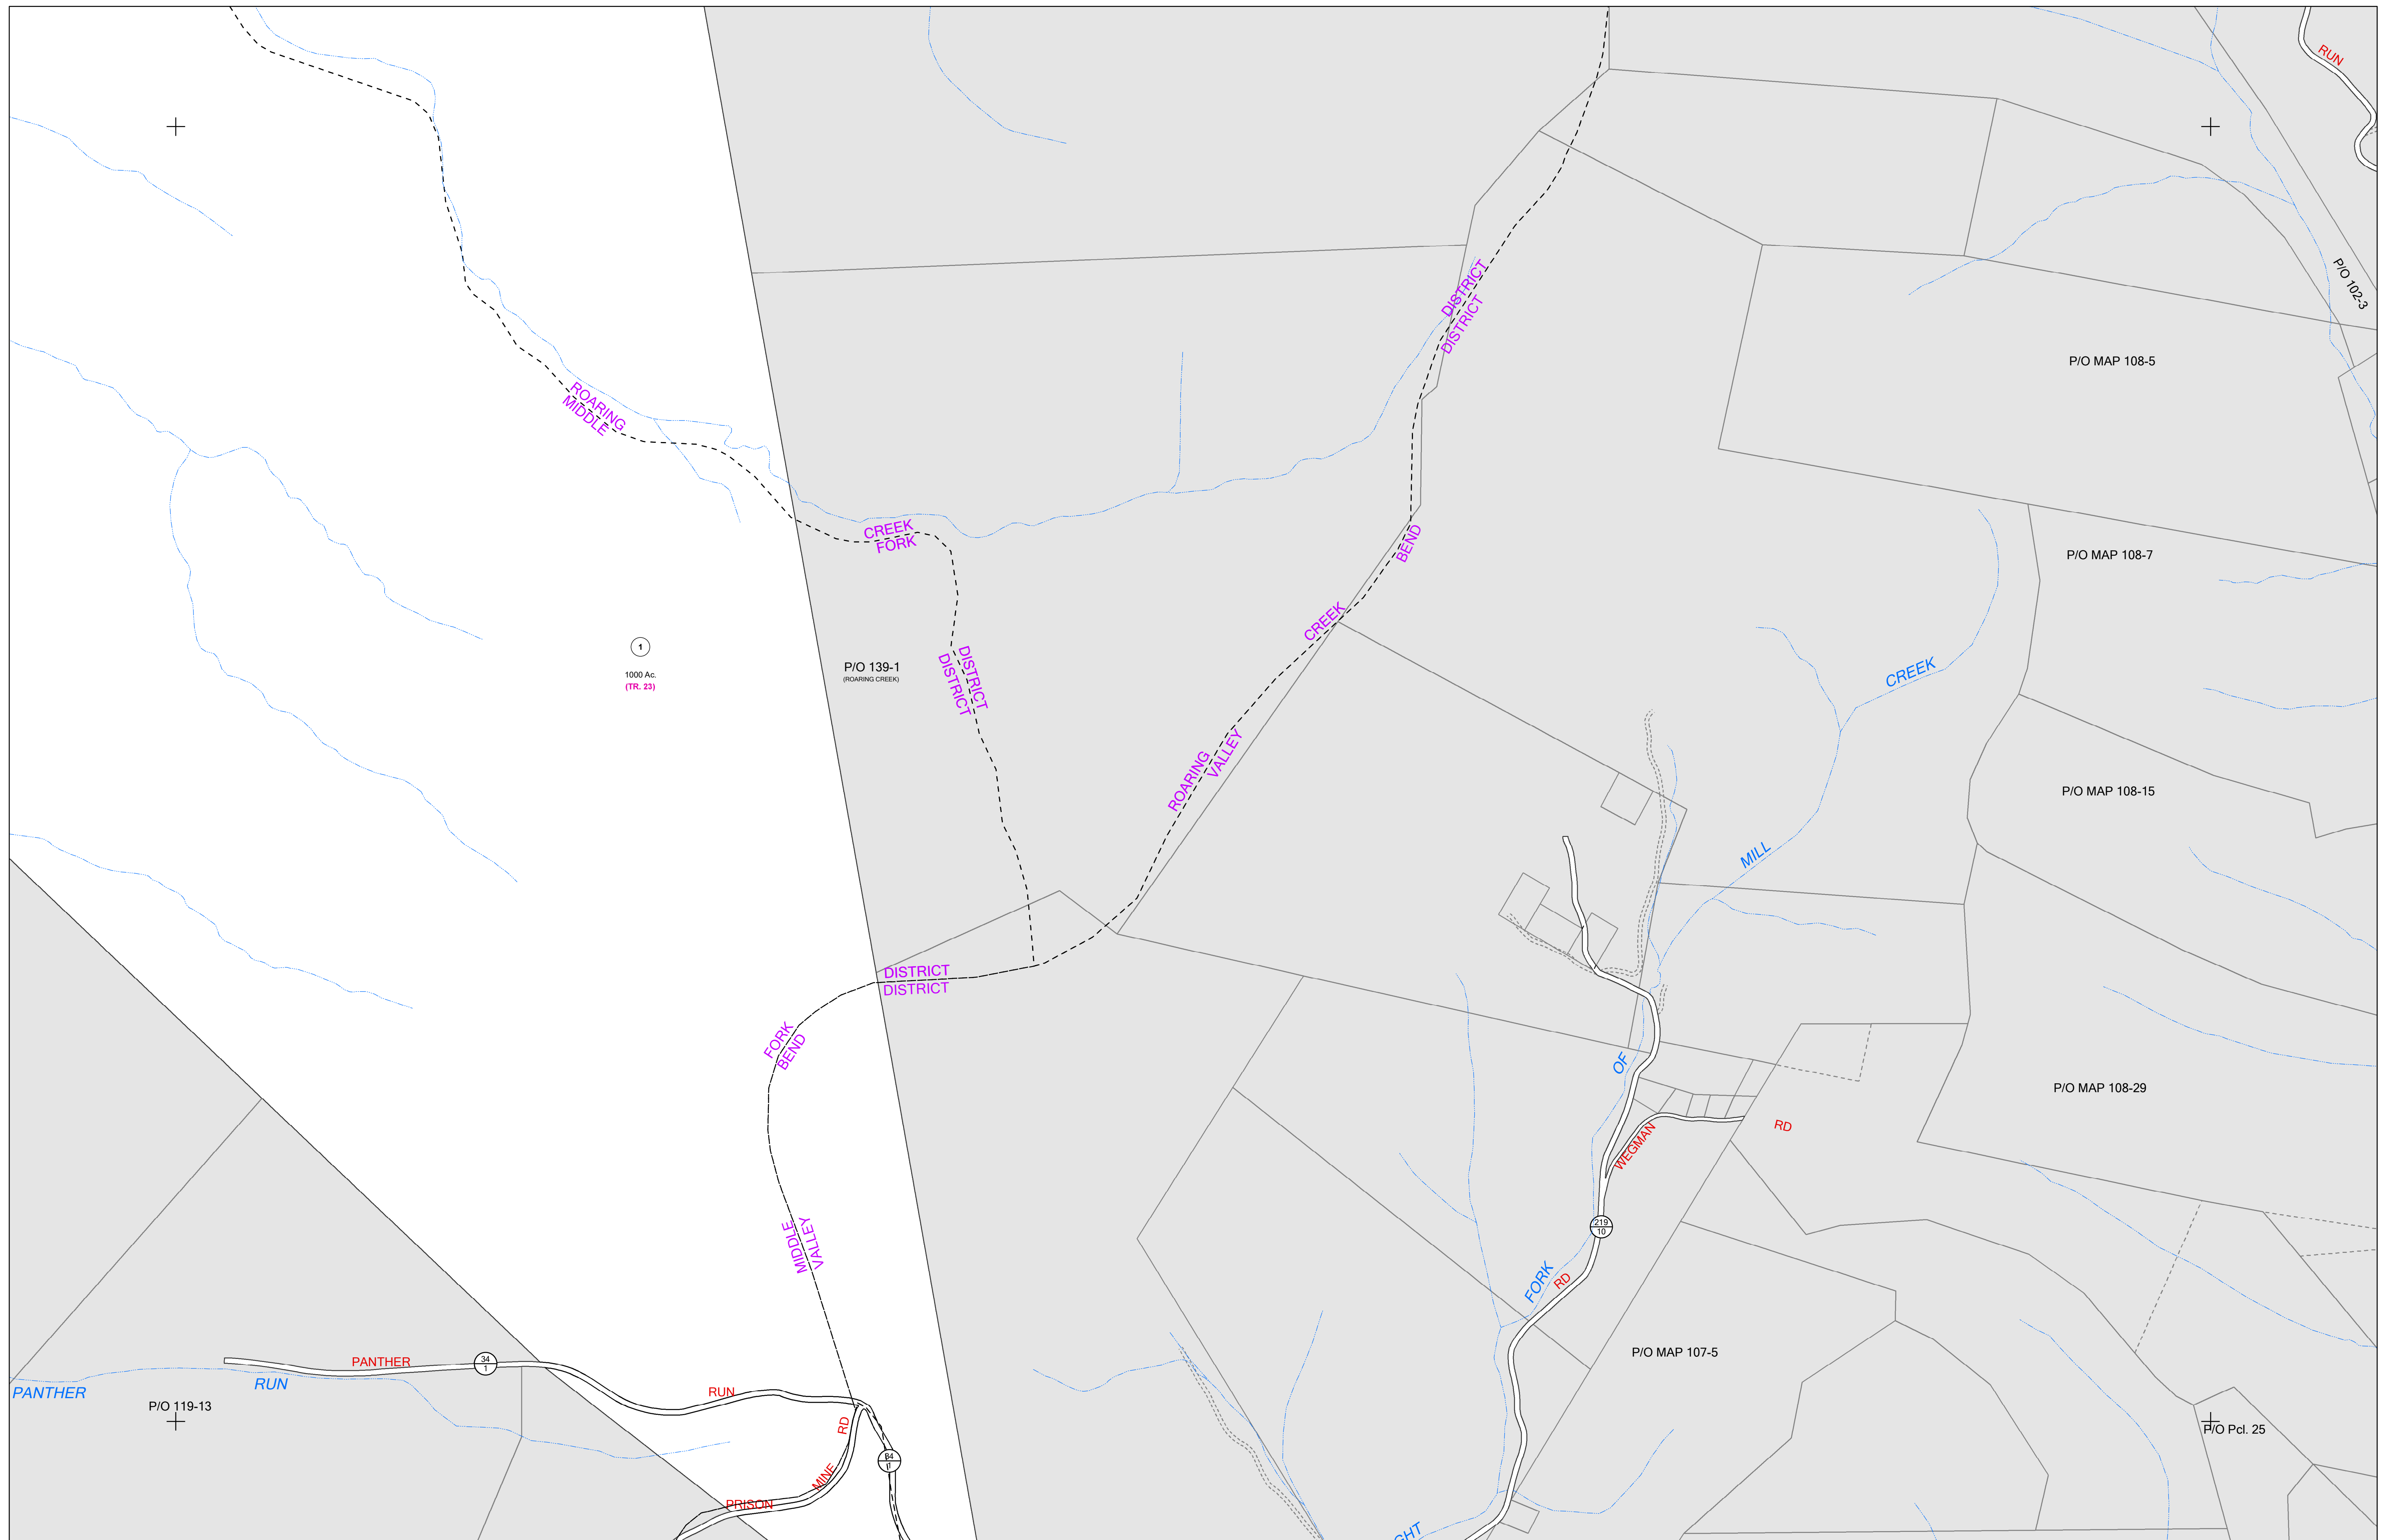 RUN
P/O 102-3
DISTRICT
DISTRICT
P/O MAP 108-5
ROARING
MIDDLE
CREEK
FORK
BEND
P/O MAP 108-7
CREEK
1
1000 Ac.
(TR. 23)
P/O 139-1
(ROARING CREEK)
DISTRICT
DISTRICT
CREEK
ROARING
VALLEY
P/O MAP 108-15
MILL
DISTRICT
DISTRICT
FORK
BEND
OF
P/O MAP 108-29
WEGMAN
RD
MIDDLE
VALLEY
219
10
FORK
RD
P/O MAP 107-5
PANTHER
34
1
PANTHER
RUN
RUN
P/O 119-13
RD
P/O Pcl. 25
34
1
MINE
PRISON
GHT